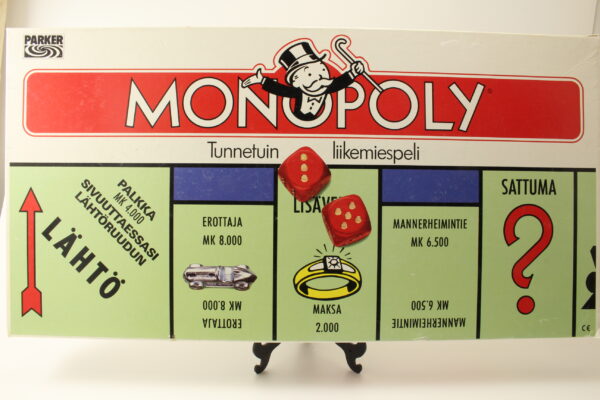 PARKER
MONOPOLY
Tunnetuin liikemiespeli
PALKKA
MK 4.000
SIVUUTTAESSASI
LÄHTÖRUUDUN
LÄHTÖ
EROTTAJA
MK 8.000
MK 8.000
EROTTAJA
MAKSA
2.000
MANNERHEIMINTIE
MK 6.500
MK 6.500
MANNERHEIMINTIE
SATTUMA
?
CE